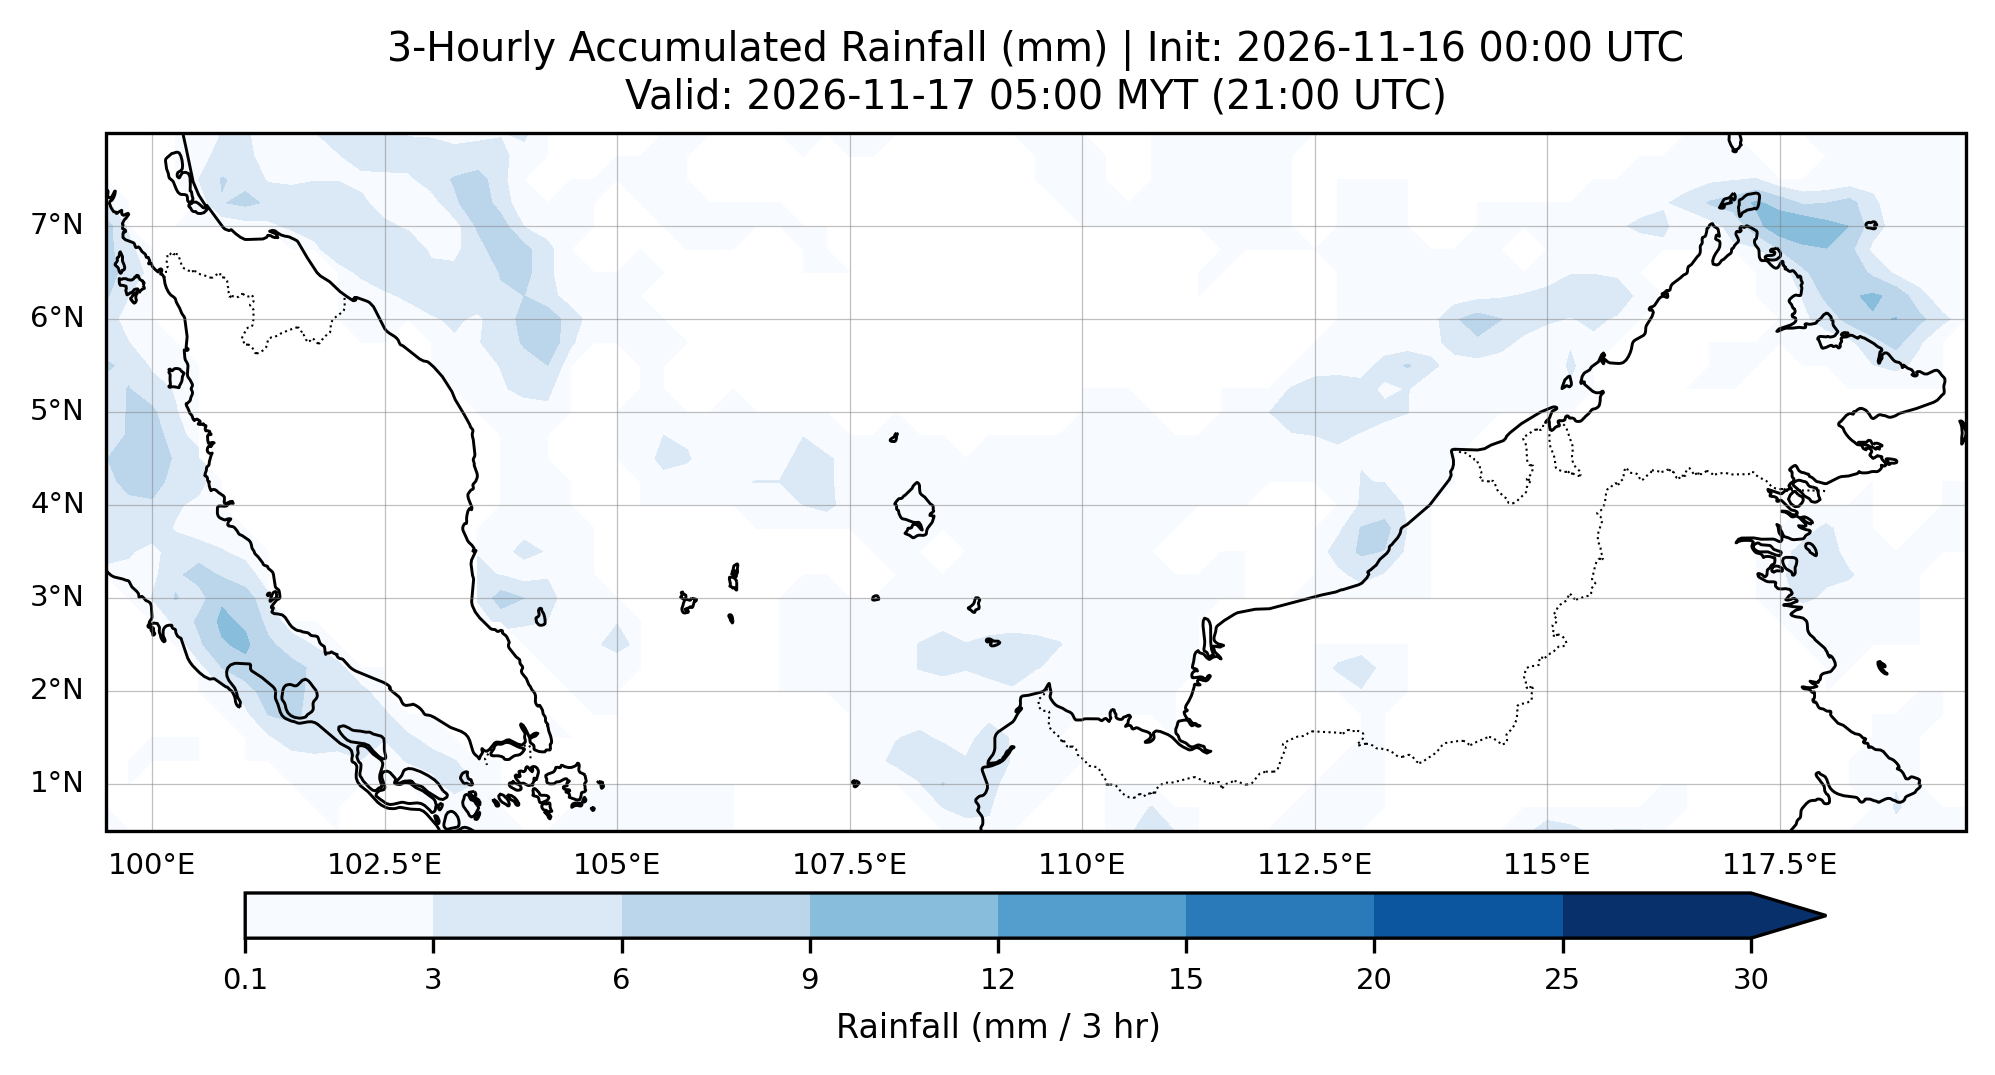 3-Hourly Accumulated Rainfall (mm) | Init: 2026-11-16 00:00 UTC
Valid: 2026-11-17 05:00 MYT (21:00 UTC)
7°N
6°N
5°N
4°N
3°N
2°N
1°N
100°E 102.5°E 105°E 107.5°E 110°E 112.5°E 115°E 117.5°E
0.1 3 6 9 12 15 20 25 30
Rainfall (mm / 3 hr)